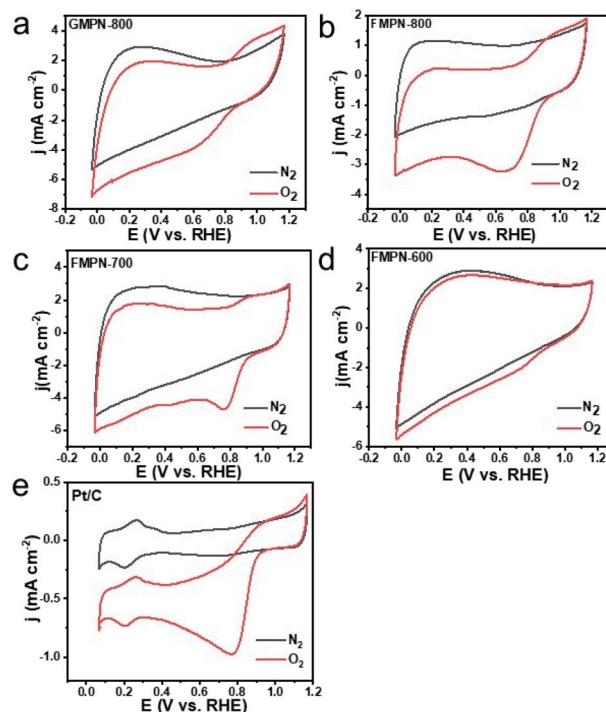 a
GMPN-800
j (mA cm⁻²)
4
2
0
-2
-4
-6
-8
N₂
O₂
-0.2 0.0 0.2 0.4 0.6 0.8 1.0 1.2
E (V vs. RHE)
b
FMPN-800
j (mA cm⁻²)
2
1
0
-1
-2
-3
-4
N₂
O₂
-0.2 0.0 0.2 0.4 0.6 0.8 1.0 1.2
E (V vs. RHE)
c
FMPN-700
j(mA cm⁻²)
4
2
0
-2
-4
-6
N₂
O₂
-0.2 0.0 0.2 0.4 0.6 0.8 1.0 1.2
E (V vs. RHE)
d
FMPN-600
j (mA cm⁻²)
4
2
0
-2
-4
-6
N₂
O₂
-0.2 0.0 0.2 0.4 0.6 0.8 1.0 1.2
E (V vs. RHE)
e
Pt/C
j (mA cm⁻²)
0.5
0.0
-0.5
-1.0
N₂
O₂
0.0 0.2 0.4 0.6 0.8 1.0 1.2
E (V vs. RHE)